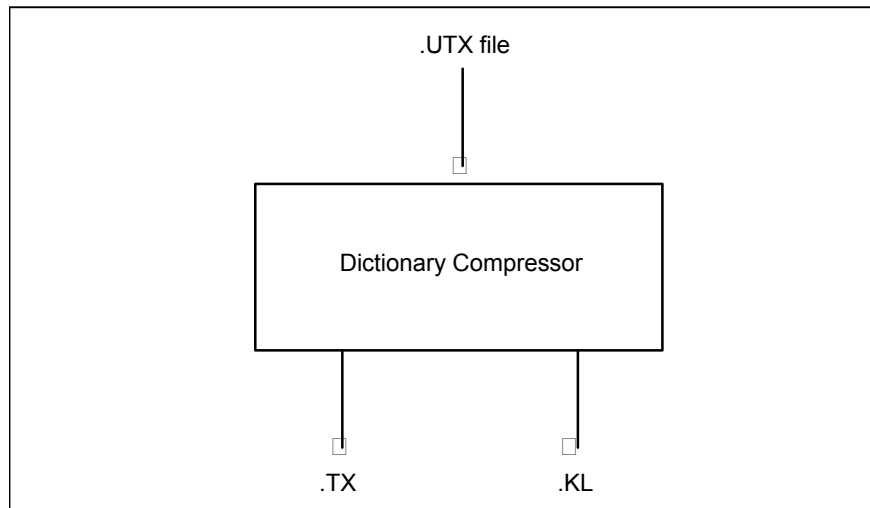 .UTX file
Dictionary Compressor
.TX
.KL